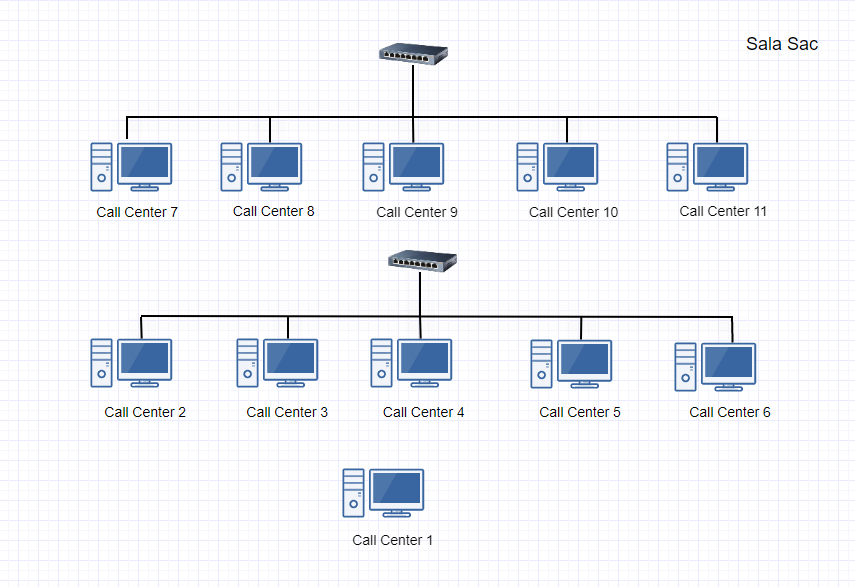 Sala Sac
Call Center 7
Call Center 8
Call Center 9
Call Center 10
Call Center 11
Call Center 2
Call Center 3
Call Center 4
Call Center 5
Call Center 6
Call Center 1